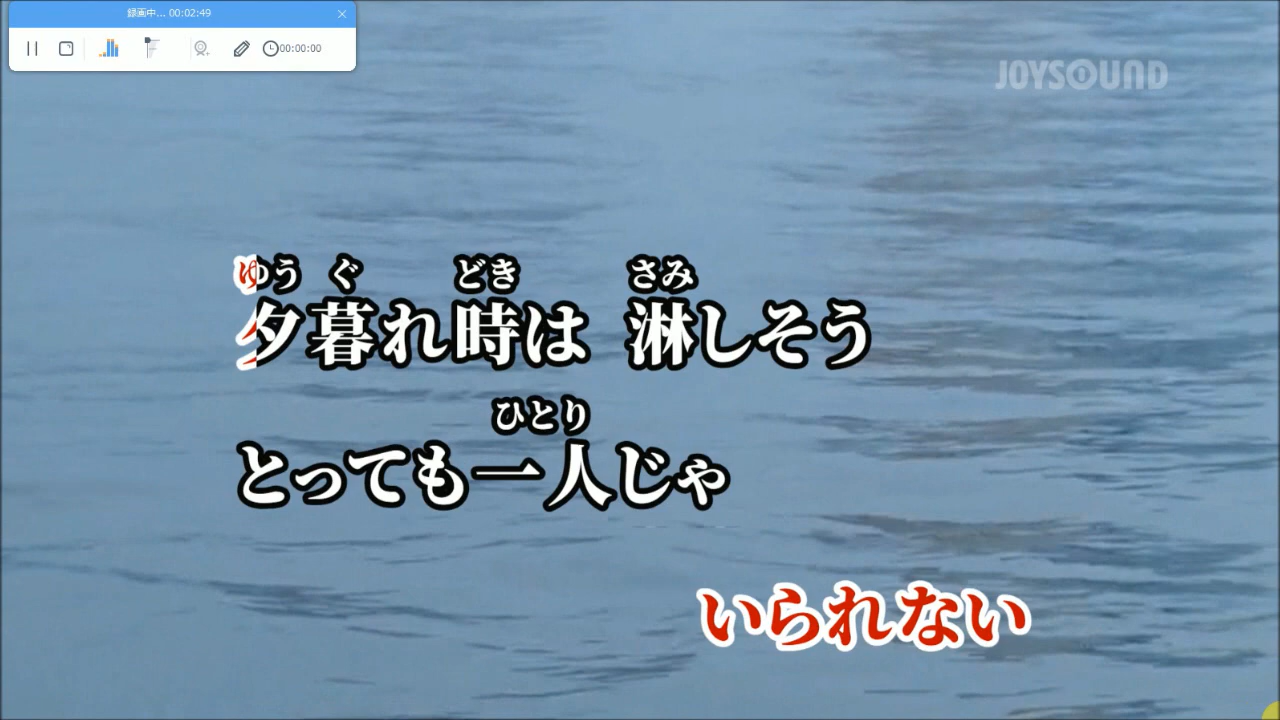 録画中... 00:02:49
00:00:00
JOYSOUND
ゆう ぐ どき さみ
夕暮れ時は 淋しそう
ひとり
とっても一人じゃ
いられない